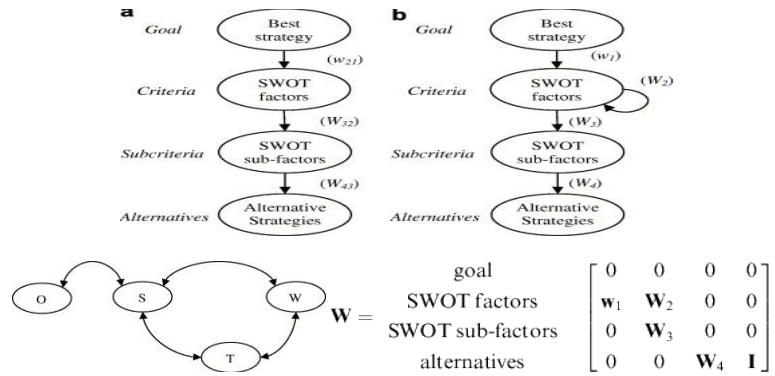 a
Goal
Best
strategy
(w21)
Criteria
SWOT
factors
(W32)
Subcriteria
SWOT
sub-factors
(W43)
Alternatives
Alternative
Strategies
b
Goal
Best
strategy
(w1)
Criteria
SWOT
factors
(W2)
(W3)
Subcriteria
SWOT
sub-factors
(W4)
Alternatives
Alternative
Strategies
O
S
W
T
W =
goal 0 0 0 0
SWOT factors w1 W2 0 0
SWOT sub-factors 0 W3 0 0
alternatives 0 0 W4 I